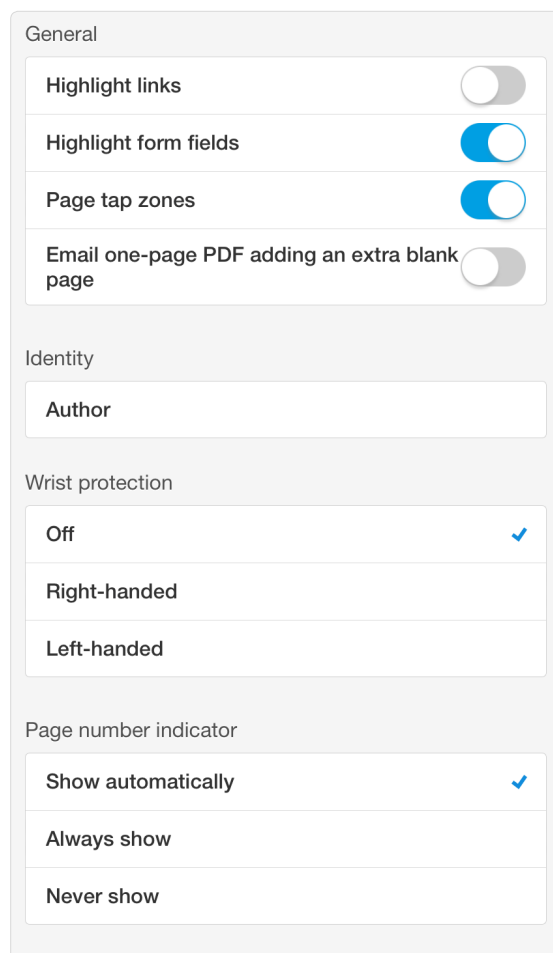 General
Highlight links
Highlight form fields
Page tap zones
Email one-page PDF adding an extra blank
page
Identity
Author
Wrist protection
Off
Right-handed
Left-handed
Page number indicator
Show automatically
Always show
Never show